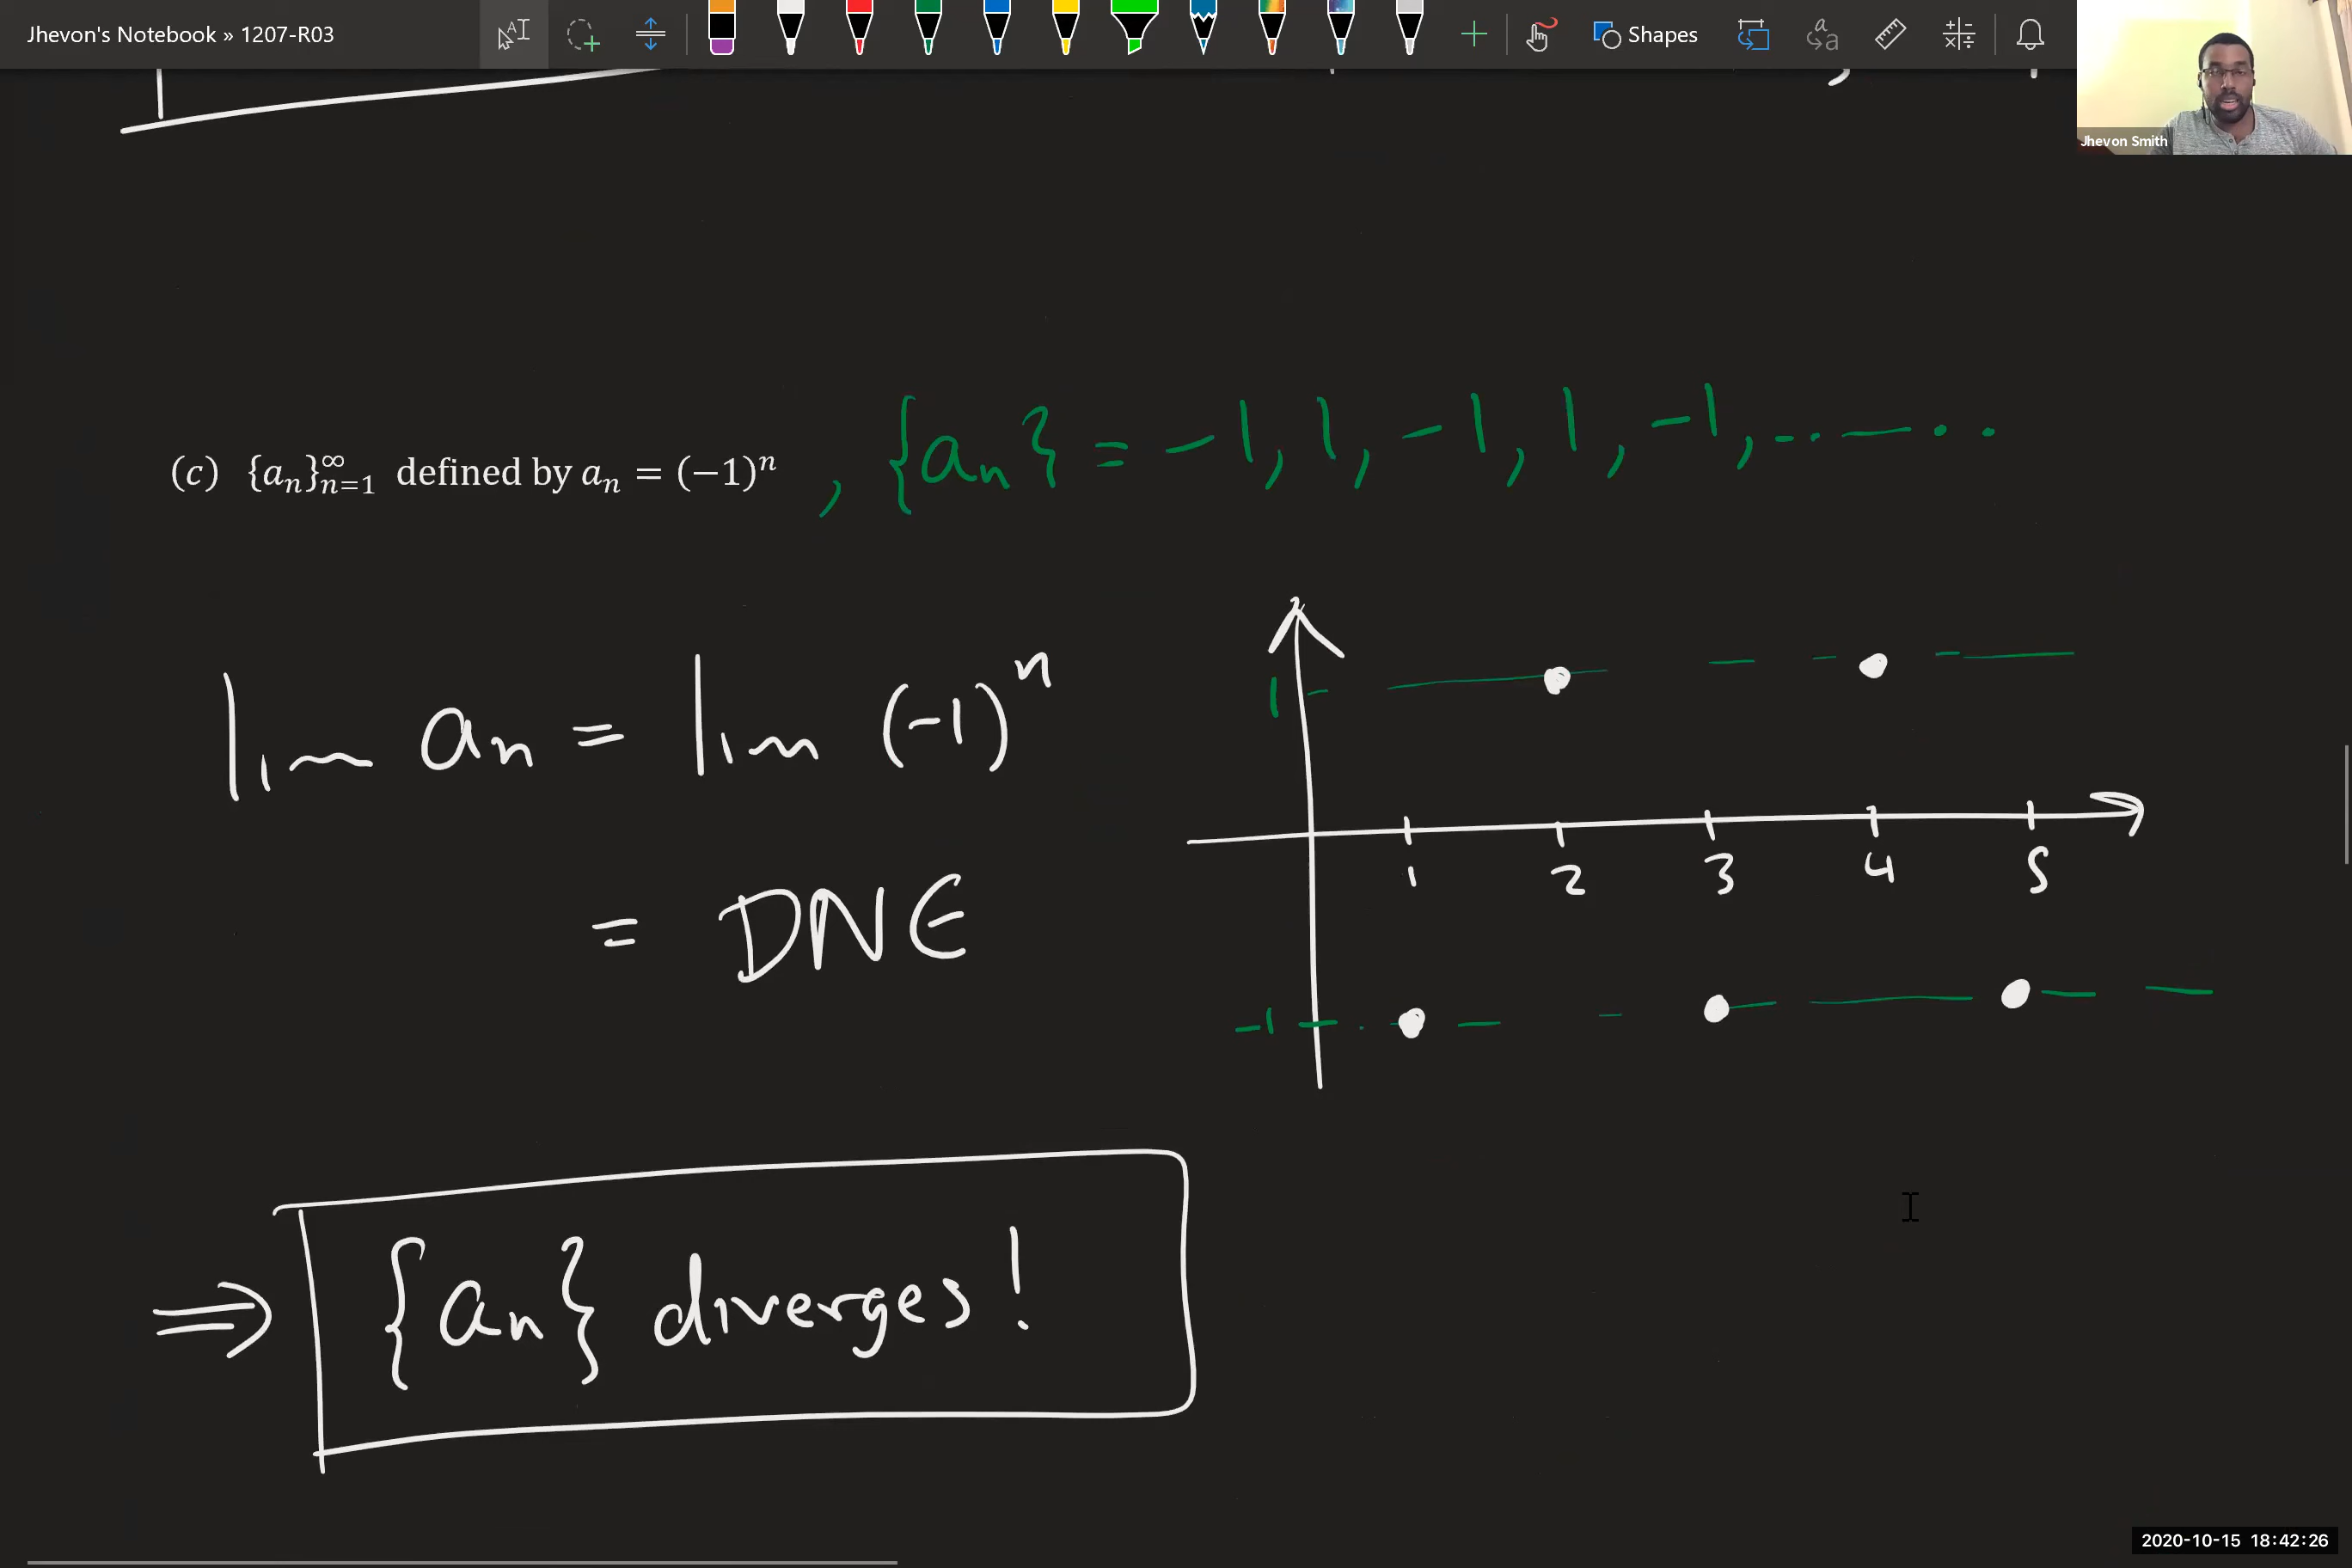 Jhevon's Notebook » 1207-R03
Shapes
Jhevon Smith
(c) {aₙ}ₙ₌₁^∞ defined by aₙ = (−1)ⁿ , {aₙ} = −1, 1, −1, 1, −1, .......
lim aₙ = lim (−1)ⁿ
= DNE
1
1 2 3 4 5
−1
⇒ {aₙ} diverges!
2020-10-15 18:42:26